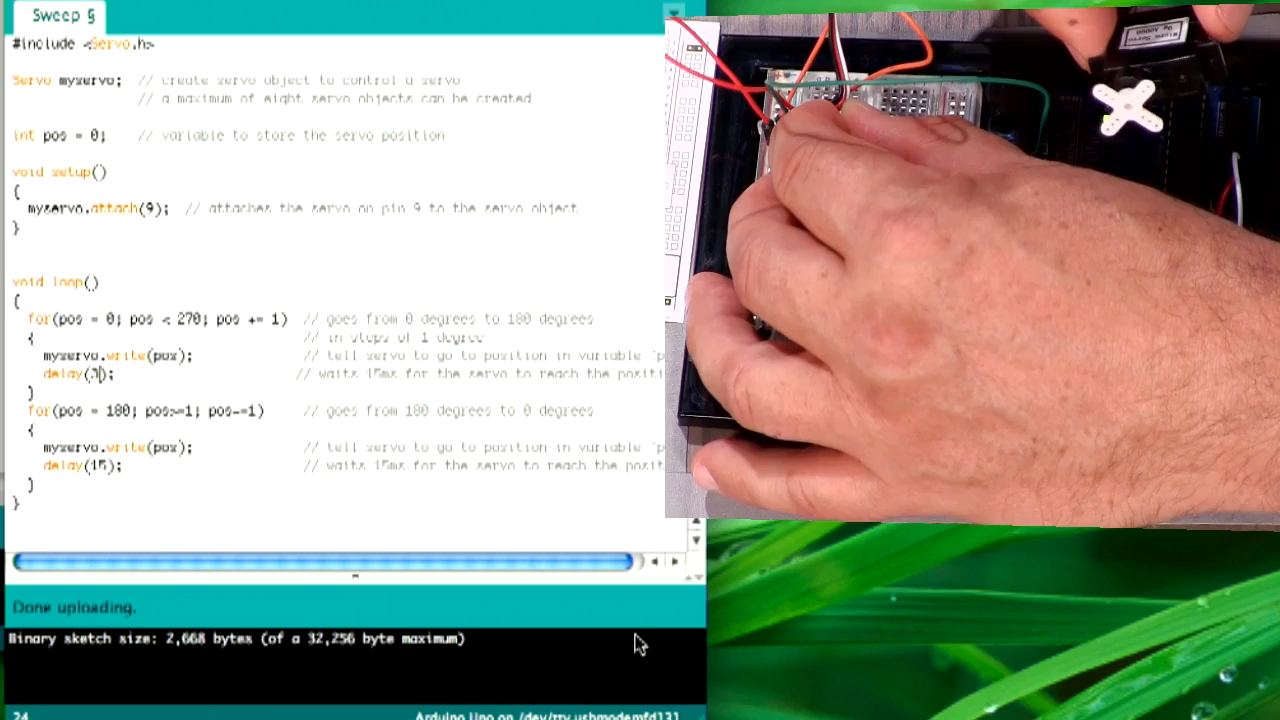 Sweep §
#include <Servo.h>
Servo myservo; // create servo object to control a servo
// a maximum of eight servo objects can be created
int pos = 0; // variable to store the servo position
void setup()
{
myservo.attach(9); // attaches the servo on pin 9 to the servo object
}
void loop()
{
for(pos = 0; pos < 270; pos += 1) // goes from 0 degrees to 180 degrees
{ // in steps of 1 degree
myservo.write(pos); // tell servo to go to position in variable 'p
delay(3); // waits 15ms for the servo to reach the positi
}
for(pos = 180; pos>=1; pos-=1) // goes from 180 degrees to 0 degrees
{
myservo.write(pos); // tell servo to go to position in variable 'p
delay(15); // waits 15ms for the servo to reach the positi
}
}
Done uploading.
Binary sketch size: 2,668 bytes (of a 32,256 byte maximum)
24 Arduino Uno on /dev/tty.usbmodemfd131
Micro Servo